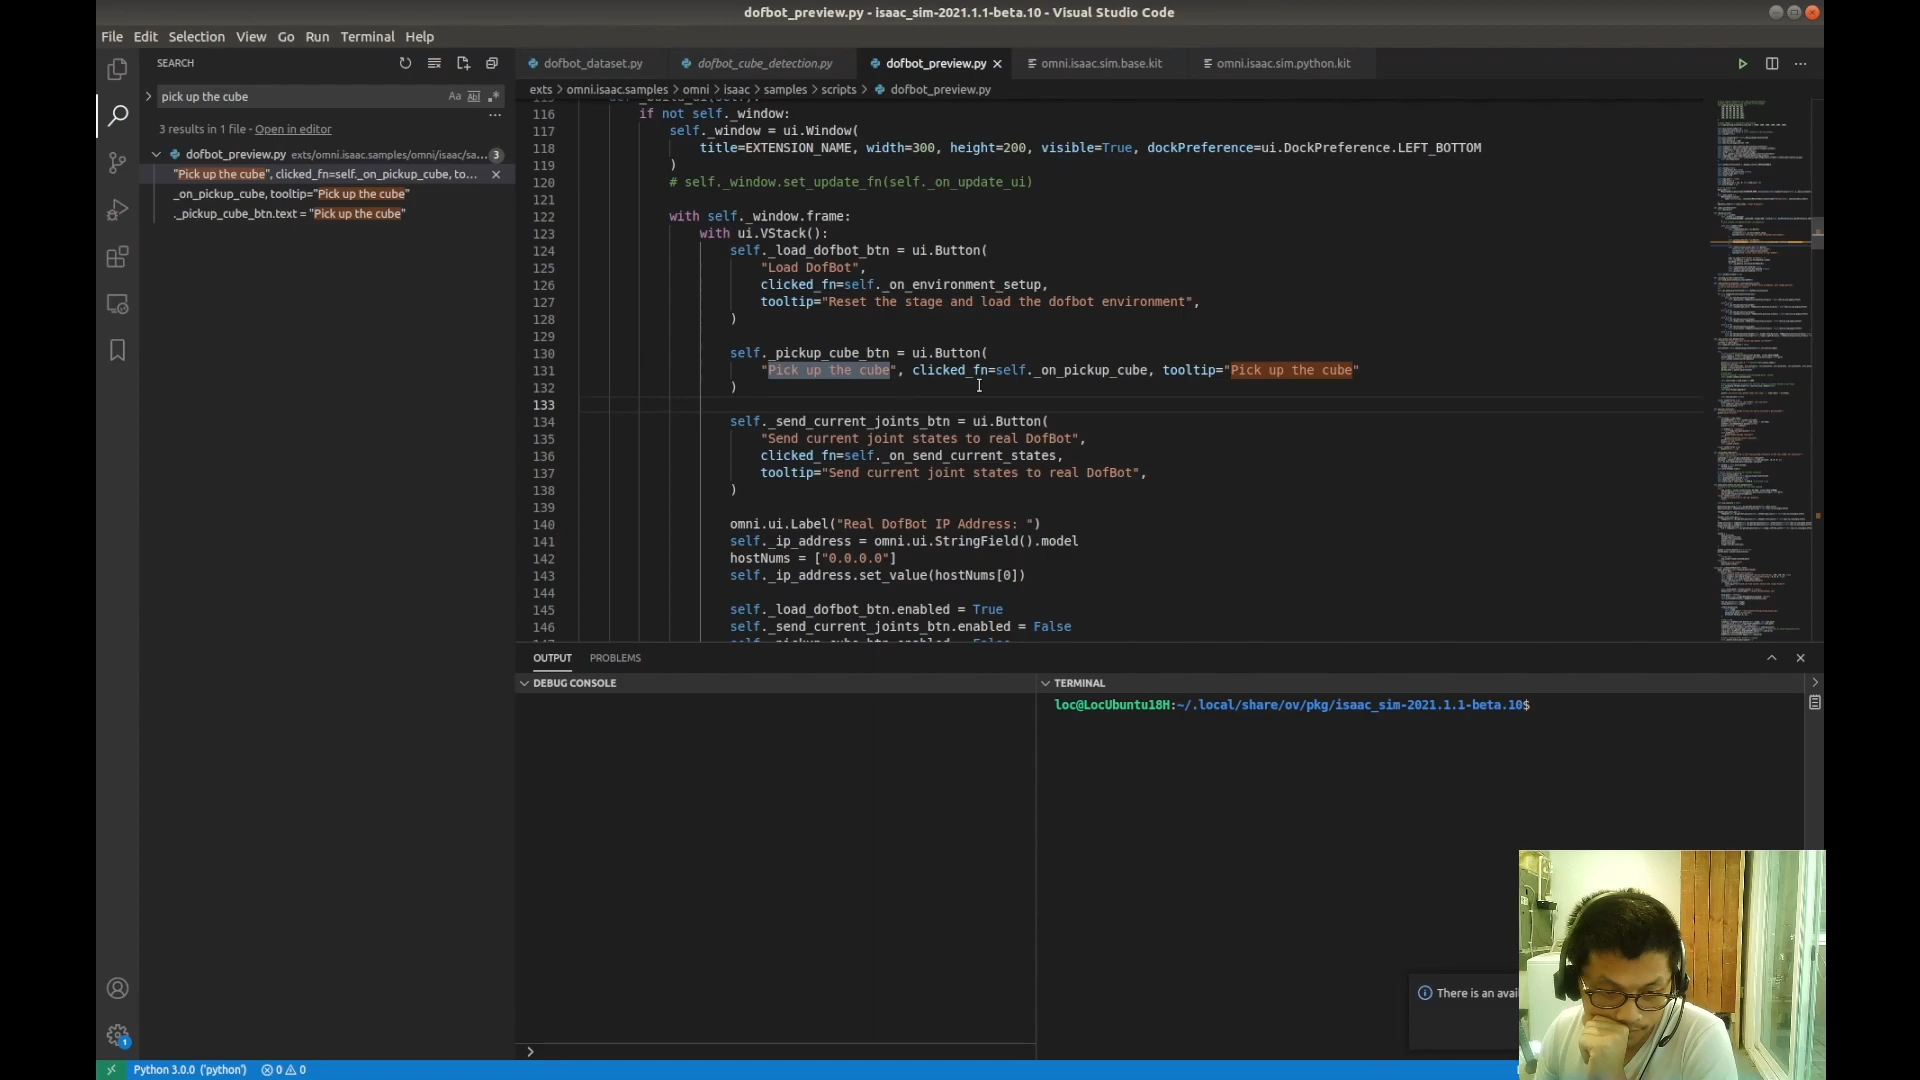 dofbot_preview.py - isaac_sim-2021.1.1-beta.10 - Visual Studio Code
File Edit Selection View Go Run Terminal Help
SEARCH
dofbot_dataset.py dofbot_cube_detection.py dofbot_preview.py omni.isaac.sim.base.kit omni.isaac.sim.python.kit
pick up the cube
Aa Abl .*
3 results in 1 file - Open in editor
dofbot_preview.py exts/omni.isaac.samples/omni/isaac/sa... 3
"Pick up the cube", clicked_fn=self._on_pickup_cube, to...
_on_pickup_cube, tooltip="Pick up the cube"
._pickup_cube_btn.text = "Pick up the cube"
exts > omni.isaac.samples > omni > isaac > samples > scripts > dofbot_preview.py
116 if not self._window:
117 self._window = ui.Window(
118 title=EXTENSION_NAME, width=300, height=200, visible=True, dockPreference=ui.DockPreference.LEFT_BOTTOM
119 )
120 # self._window.set_update_fn(self._on_update_ui)
121
122 with self._window.frame:
123 with ui.VStack():
124 self._load_dofbot_btn = ui.Button(
125 "Load DofBot",
126 clicked_fn=self._on_environment_setup,
127 tooltip="Reset the stage and load the dofbot environment",
128 )
129
130 self._pickup_cube_btn = ui.Button(
131 "Pick up the cube", clicked_fn=self._on_pickup_cube, tooltip="Pick up the cube"
132 )
133
134 self._send_current_joints_btn = ui.Button(
135 "Send current joint states to real DofBot",
136 clicked_fn=self._on_send_current_states,
137 tooltip="Send current joint states to real DofBot",
138 )
139
140 omni.ui.Label("Real DofBot IP Address: ")
141 self._ip_address = omni.ui.StringField().model
142 hostNums = ["0.0.0.0"]
143 self._ip_address.set_value(hostNums[0])
144
145 self._load_dofbot_btn.enabled = True
146 self._send_current_joints_btn.enabled = False
OUTPUT PROBLEMS
DEBUG CONSOLE
TERMINAL
loc@LocUbuntu18H:~/.local/share/ov/pkg/isaac_sim-2021.1.1-beta.10$
There is an avai
1
Python 3.0.0 ('python') 0 0